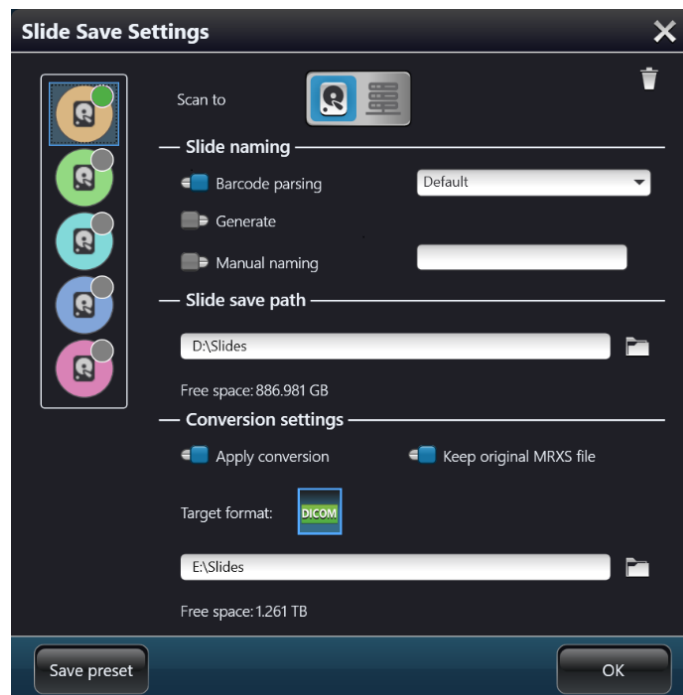 Slide Save Settings
Scan to
Slide naming
Barcode parsing
Default
Generate
Manual naming
Slide save path
D:\Slides
Free space: 886.981 GB
Conversion settings
Apply conversion
Keep original MRXS file
Target format:
DICOM
E:\Slides
Free space: 1.261 TB
Save preset
OK